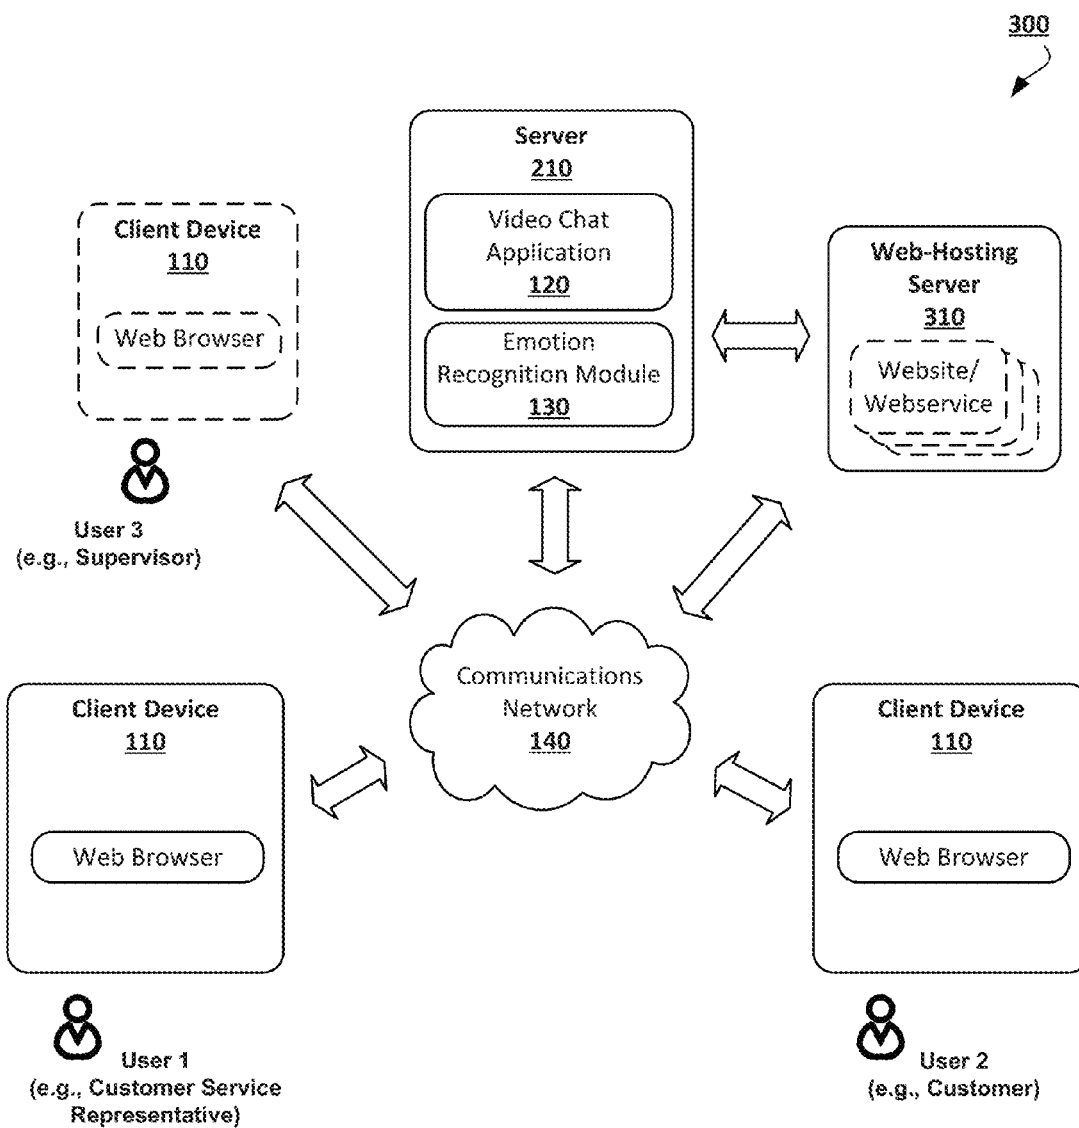 300
Server
210
Video Chat
Application
120
Emotion
Recognition Module
130
Client Device
110
Web Browser
User 3
(e.g., Supervisor)
Web-Hosting
Server
310
Website/
Webservice
Communications
Network
140
Client Device
110
Web Browser
User 1
(e.g., Customer Service
Representative)
Client Device
110
Web Browser
User 2
(e.g., Customer)